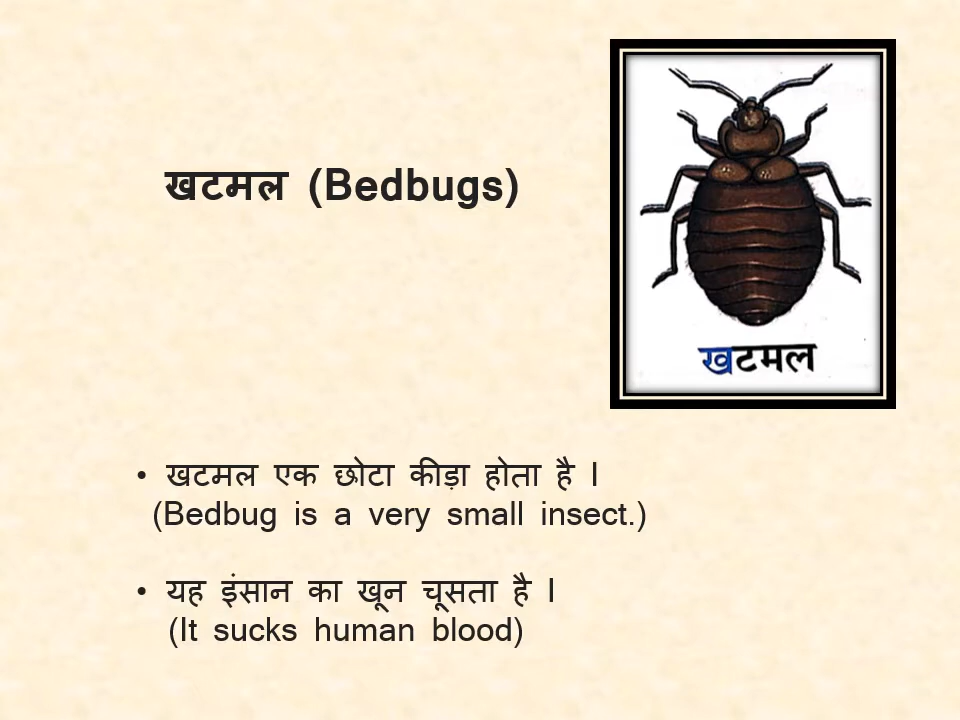 खटमल (Bedbugs)
खटमल
• खटमल एक छोटा कीड़ा होता है I
(Bedbug is a very small insect.)
• यह इंसान का खून चूसता है I
(It sucks human blood)